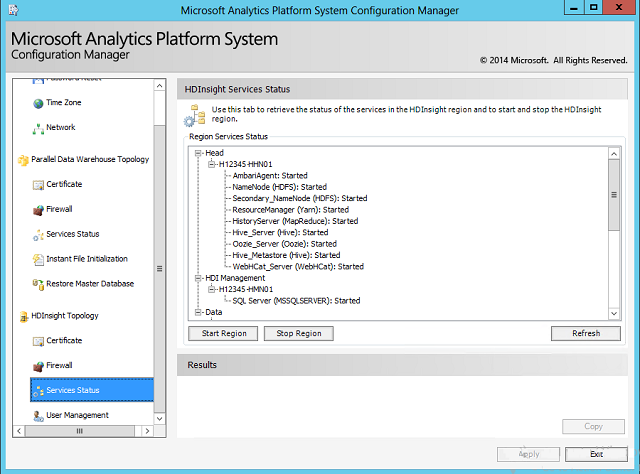 Microsoft Analytics Platform System Configuration Manager
Microsoft Analytics Platform System
Configuration Manager
© 2014 Microsoft. All Rights Reserved.
Password Reset
Time Zone
Network
Parallel Data Warehouse Topology
Certificate
Firewall
Services Status
Instant File Initialization
Restore Master Database
HDInsight Topology
Certificate
Firewall
Services Status
User Management
HDInsight Services Status
Use this tab to retrieve the status of the services in the HDInsight region and to start and stop the HDInsight
region.
Region Services Status
Head
H12345-HHN01
AmbariAgent: Started
NameNode (HDFS): Started
Secondary_NameNode (HDFS): Started
ResourceManager (Yarn): Started
HistoryServer (MapReduce): Started
Hive_Server (Hive): Started
Oozie_Server (Oozie): Started
Hive_Metastore (Hive): Started
WebHCat_Server (WebHCat): Started
HDI Management
H12345-HMN01
SQL Server (MSSQLSERVER): Started
Data
Start Region
Stop Region
Refresh
Results
Copy
Apply
Exit